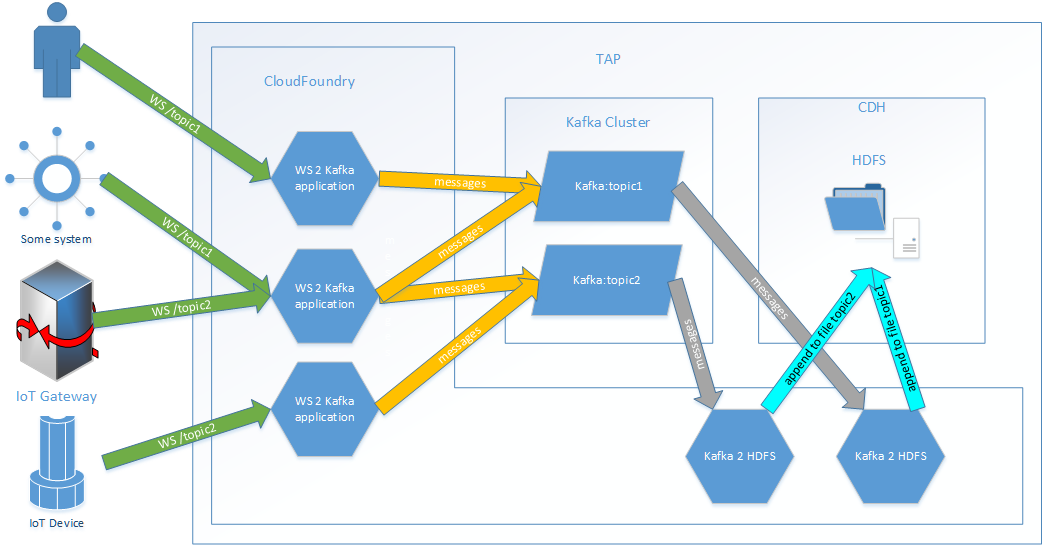 TAP
CloudFoundry
Kafka Cluster
CDH
HDFS
WS /topic1
WS 2 Kafka
application
messages
Kafka:topic1
Some system
WS /topic1
messages
WS /topic2
WS 2 Kafka
application
messages
Kafka:topic2
messages
IoT Gateway
WS /topic2
WS 2 Kafka
application
messages
messages
append to file topic2
append to file topic1
IoT Device
Kafka 2 HDFS
Kafka 2 HDFS